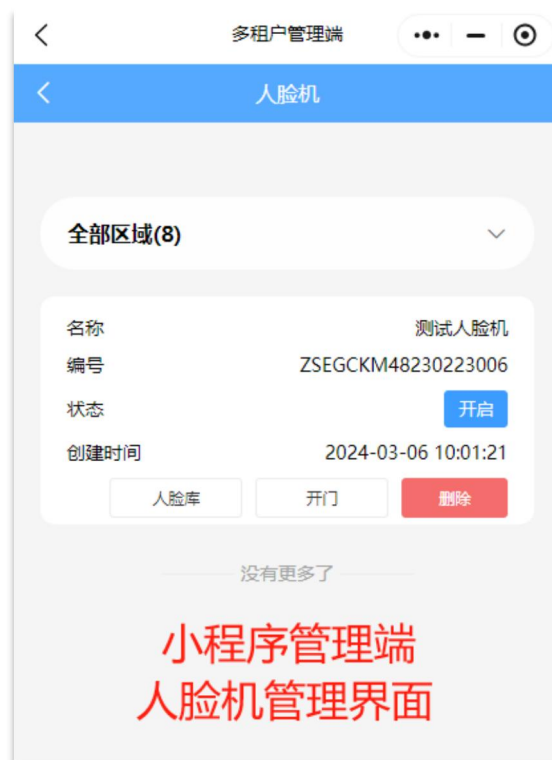 多租户管理端
人脸机
全部区域(8)
名称 测试人脸机
编号 ZSEGCKM48230223006
状态 开启
创建时间 2024-03-06 10:01:21
人脸库 开门 删除
没有更多了
小程序管理端
人脸机管理界面